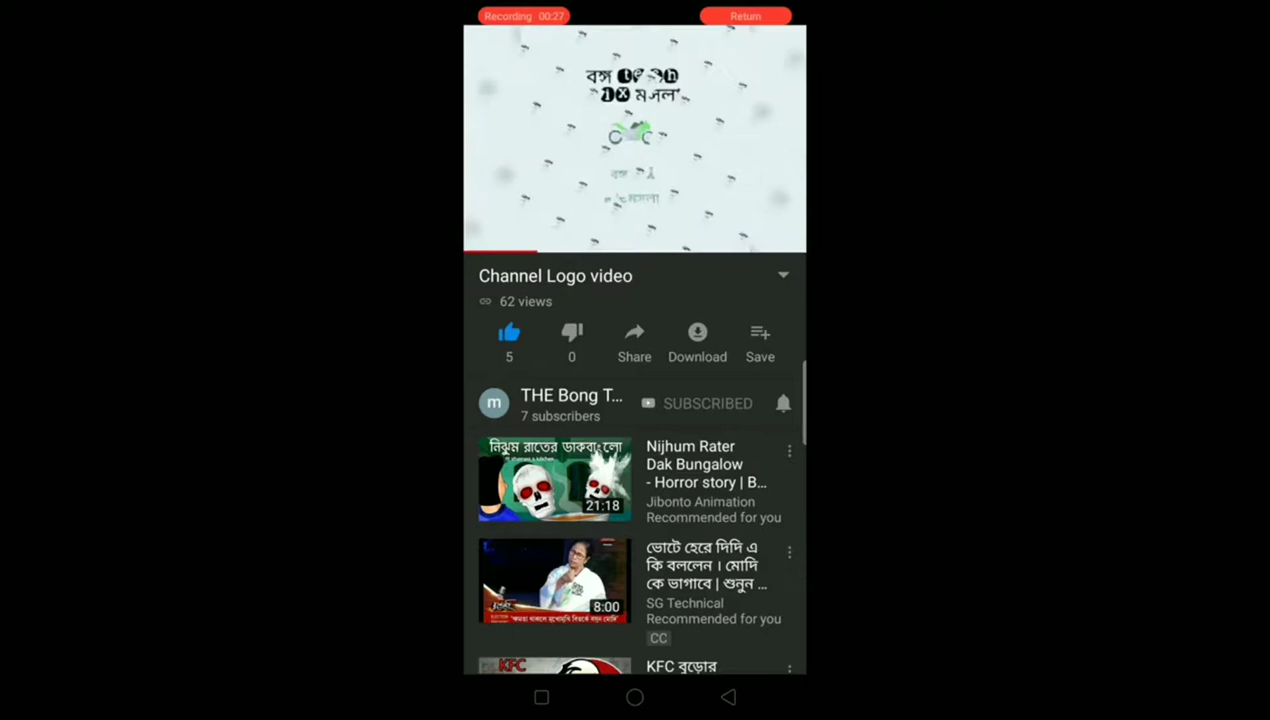 Recording 00:27
Return
বঙ্গ
Channel Logo video
62 views
5
0
Share
Download
Save
m
THE Bong T...
7 subscribers
SUBSCRIBED
নিঝুম রাতের ডাকবাংলো
21:18
Nijhum Rater
Dak Bungalow
- Horror story | B...
Jibonto Animation
Recommended for you
8:00
ভোটে হেরে দিদি এ
কি বললেন । মোদি
কে ভাগাবে | শুনুন ...
SG Technical
Recommended for you
CC
KFC
KFC বুড়োর